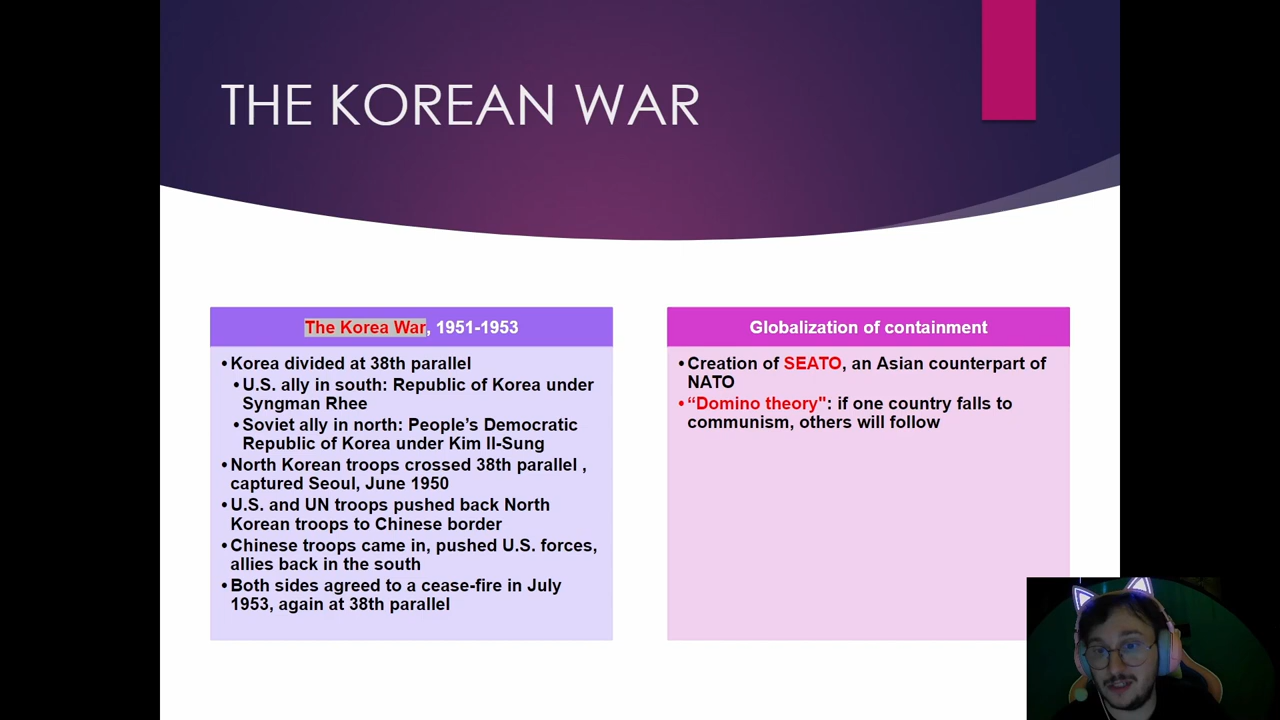 THE KOREAN WAR
The Korea War, 1951-1953
•Korea divided at 38th parallel
•U.S. ally in south: Republic of Korea under
Syngman Rhee
•Soviet ally in north: People's Democratic
Republic of Korea under Kim Il-Sung
•North Korean troops crossed 38th parallel ,
captured Seoul, June 1950
•U.S. and UN troops pushed back North
Korean troops to Chinese border
•Chinese troops came in, pushed U.S. forces,
allies back in the south
•Both sides agreed to a cease-fire in July
1953, again at 38th parallel
Globalization of containment
•Creation of SEATO, an Asian counterpart of
NATO
•“Domino theory": if one country falls to
communism, others will follow